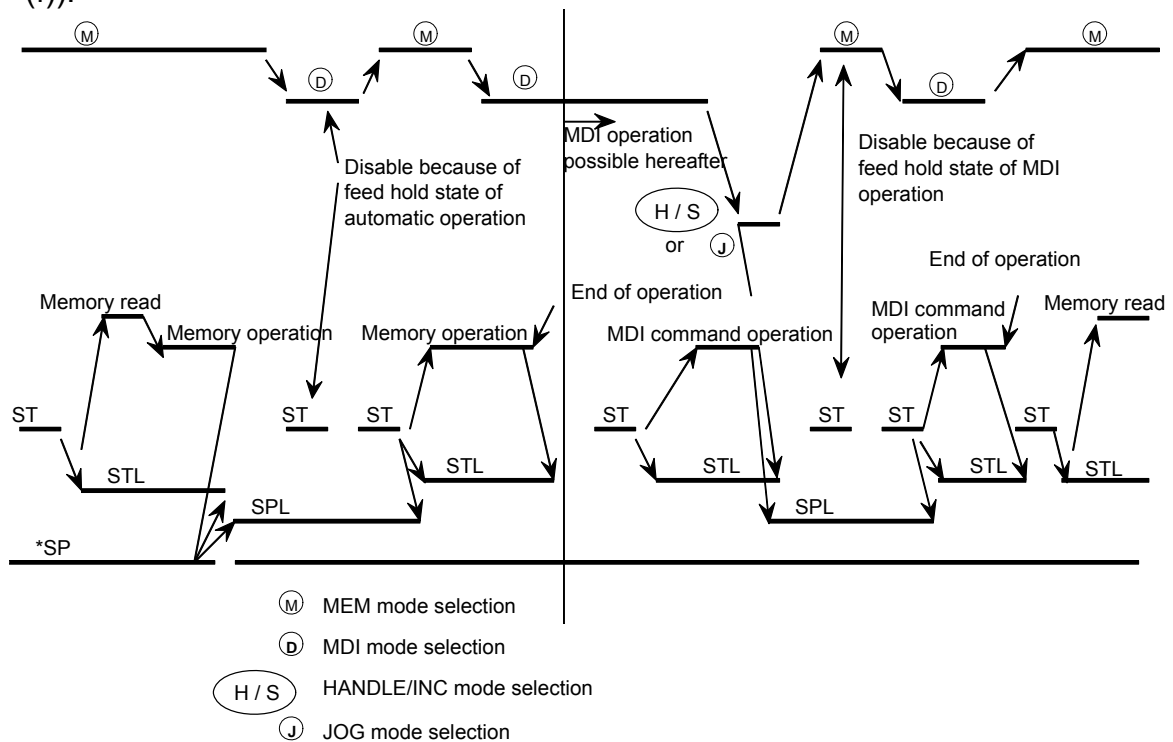 (f)).
M
M
M
M
D
D
D
MDI operation
possible hereafter
Disable because of
feed hold state of
automatic operation
Disable because of
feed hold state of MDI
operation
H / S
or J
End of operation
End of operation
Memory read
Memory operation
Memory operation
MDI command operation
MDI command
operation
Memory read
ST
ST
ST
ST
ST
ST
ST
STL
STL
STL
STL
STL
SPL
SPL
*SP
M MEM mode selection
D MDI mode selection
H / S HANDLE/INC mode selection
J JOG mode selection